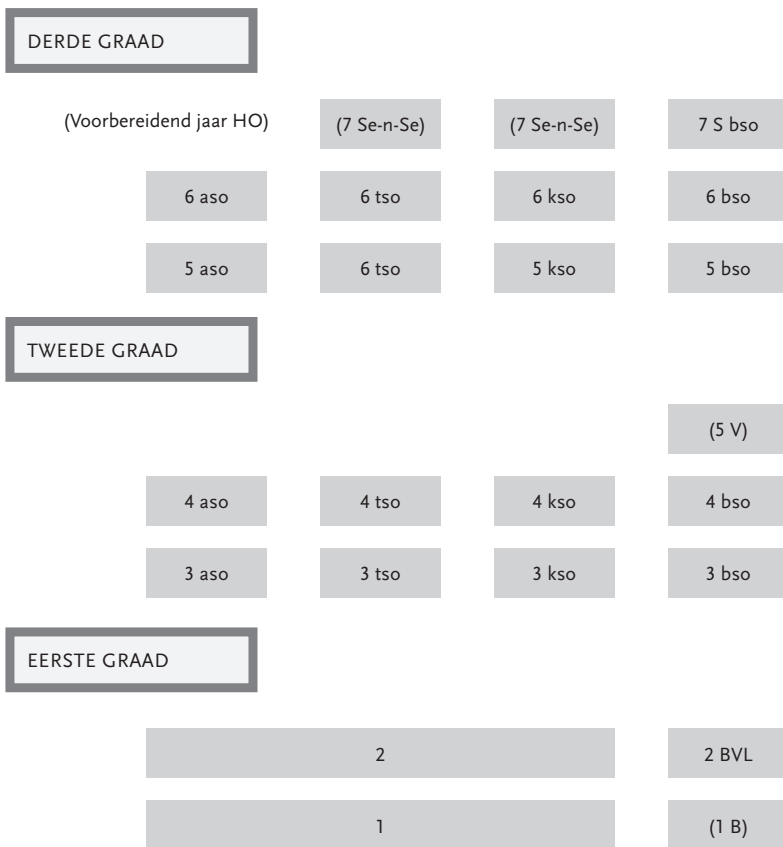 DERDE GRAAD
(Voorbereidend jaar HO) (7 Se-n-Se) (7 Se-n-Se) 7 S bso
6 aso 6 tso 6 kso 6 bso
5 aso 6 tso 5 kso 5 bso
TWEEDE GRAAD
(5 V)
4 aso 4 tso 4 kso 4 bso
3 aso 3 tso 3 kso 3 bso
EERSTE GRAAD
2 2 BVL
1 (1 B)